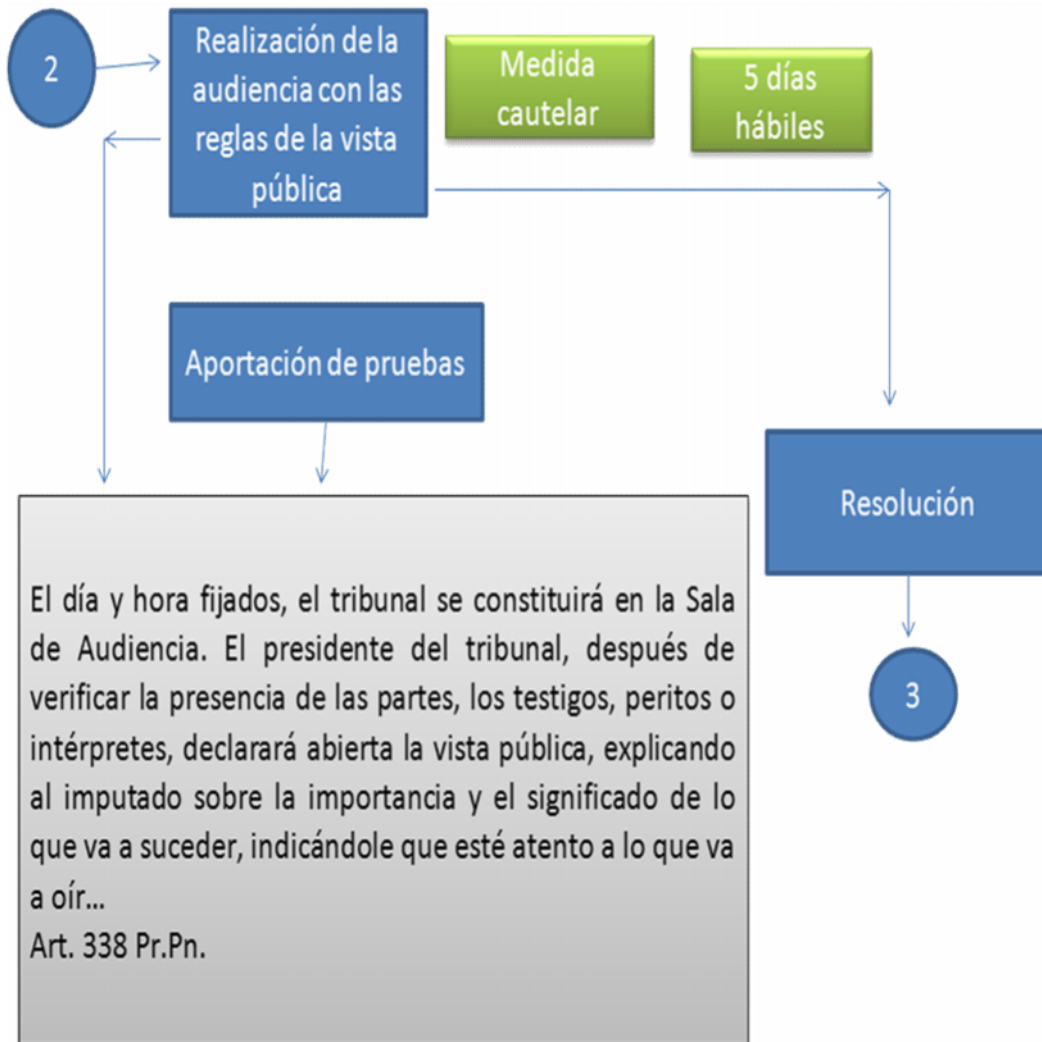 2
Realización de la
audiencia con las
reglas de la vista
pública
Medida
cautelar
5 días
hábiles
Aportación de pruebas
Resolución
3
El día y hora fijados, el tribunal se constituirá en la Sala
de Audiencia. El presidente del tribunal, después de
verificar la presencia de las partes, los testigos, peritos o
intérpretes, declarará abierta la vista pública, explicando
al imputado sobre la importancia y el significado de lo
que va a suceder, indicándole que esté atento a lo que va
a oír...
Art. 338 Pr.Pn.